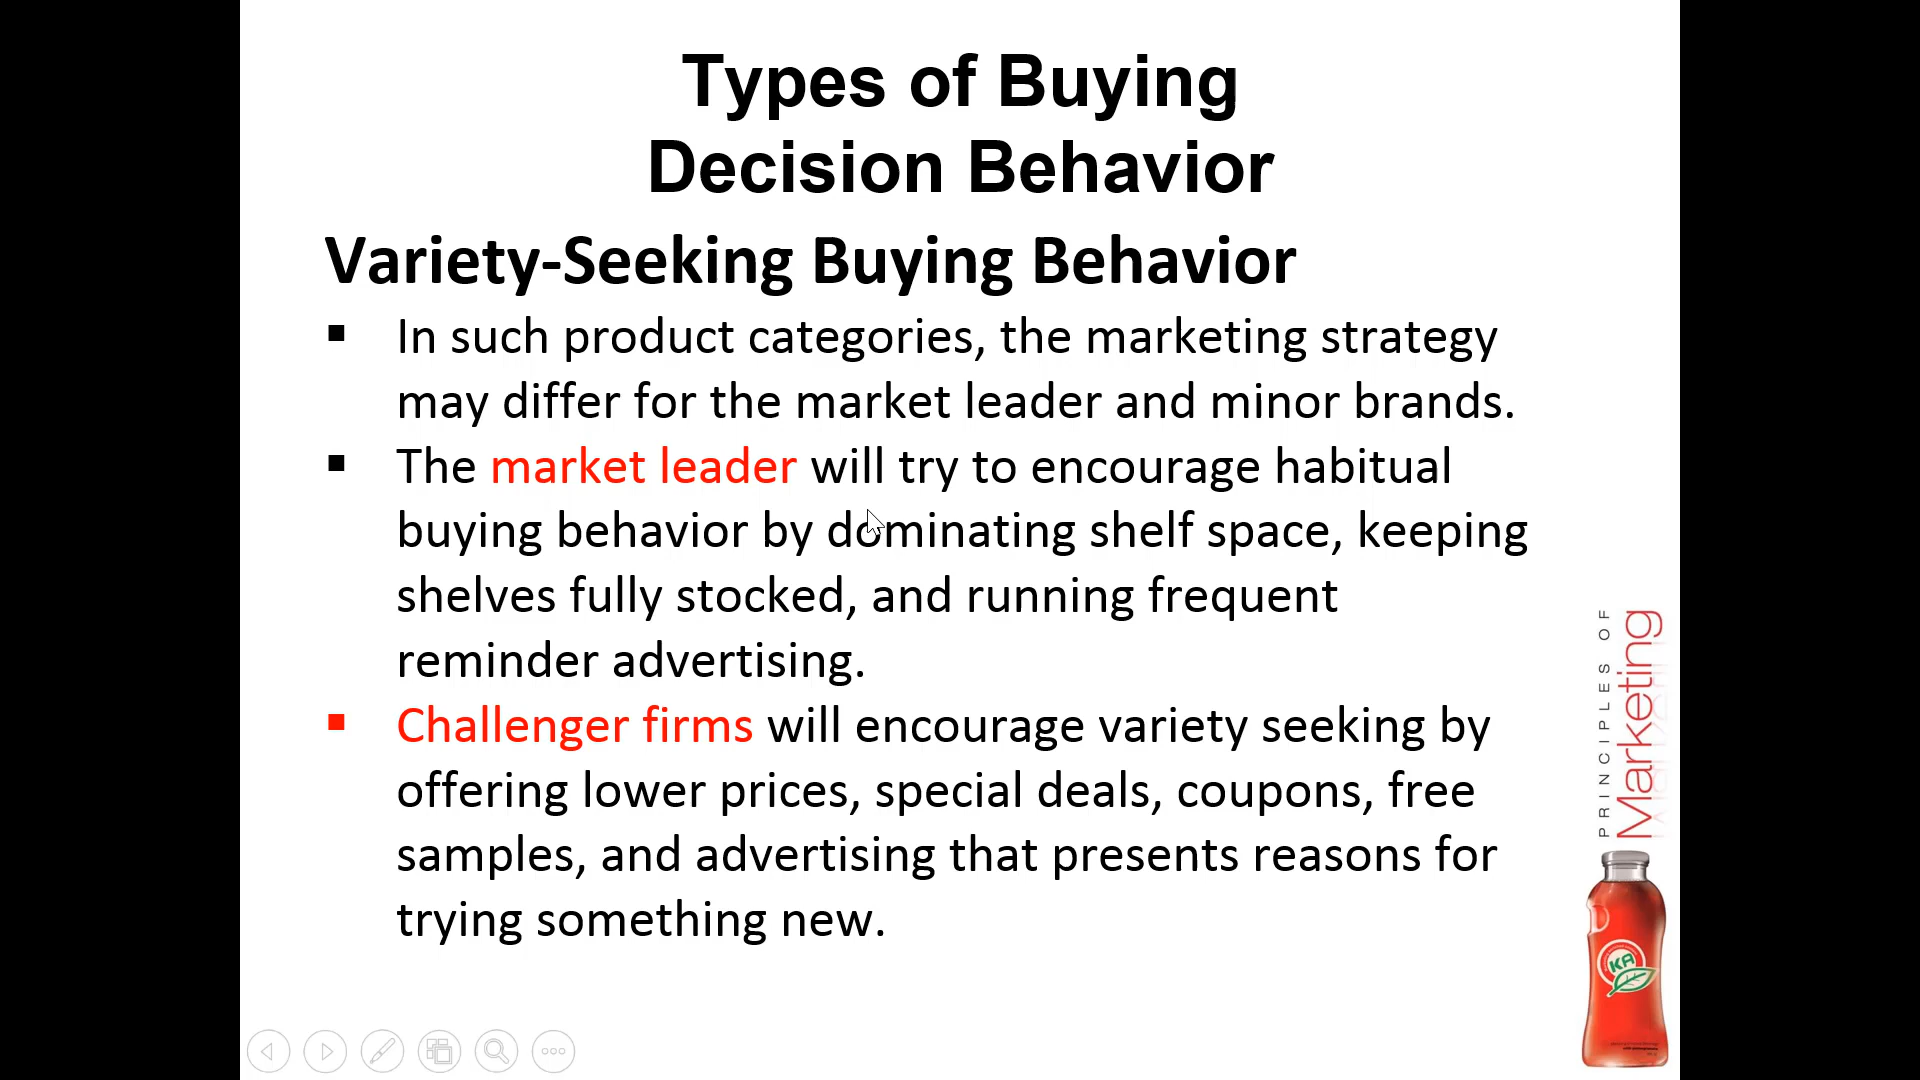 Types of Buying
Decision Behavior
Variety-Seeking Buying Behavior
▪ In such product categories, the marketing strategy
may differ for the market leader and minor brands.
▪ The market leader will try to encourage habitual
buying behavior by dominating shelf space, keeping
shelves fully stocked, and running frequent
reminder advertising.
▪ Challenger firms will encourage variety seeking by
offering lower prices, special deals, coupons, free
samples, and advertising that presents reasons for
trying something new.
PRINCIPLES OF
Marketing
KA